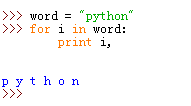 >>> word = "python"
>>> for i in word:
        print i,


p y t h o n
>>>